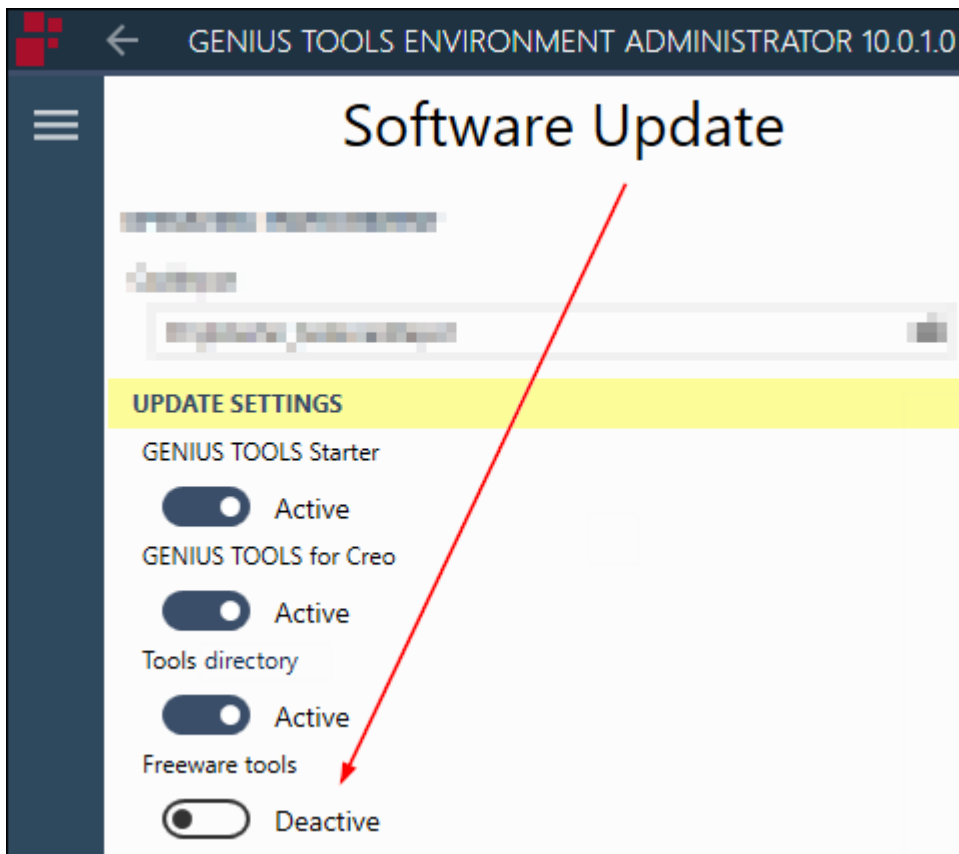 GENIUS TOOLS ENVIRONMENT ADMINISTRATOR 10.0.1.0
Software Update
UPDATE SETTINGS
GENIUS TOOLS Starter
Active
GENIUS TOOLS for Creo
Active
Tools directory
Active
Freeware tools
Deactive